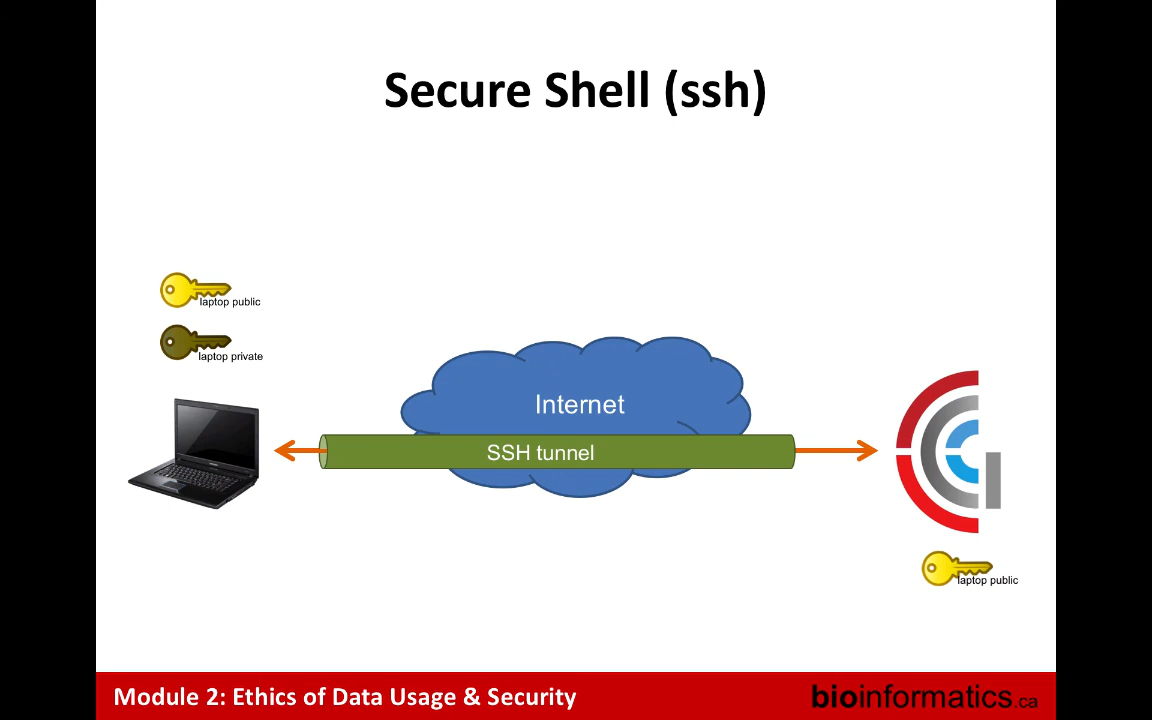 Secure Shell (ssh)
laptop public
laptop private
Internet
SSH tunnel
laptop public
Module 2: Ethics of Data Usage & Security
bioinformatics.ca